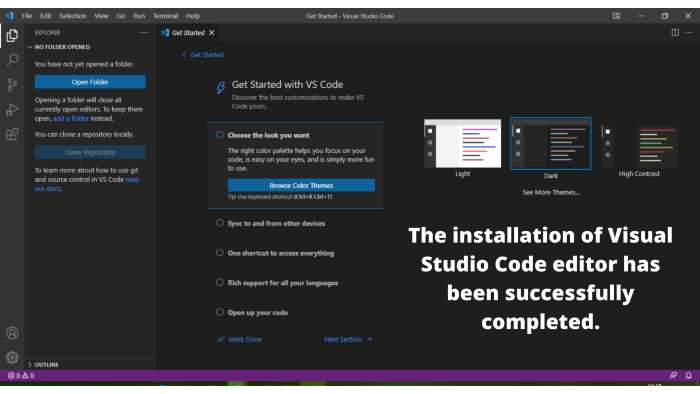 File Edit Selection View Go Run Terminal Help
Get Started - Visual Studio Code
EXPLORER
Get Started
NO FOLDER OPENED
You have not yet opened a folder.
Open Folder
Opening a folder will close all
currently open editors. To keep them
open, add a folder instead.
You can clone a repository locally.
Clone Repository
To learn more about how to use git
and source control in VS Code read
our docs.
OUTLINE
Get Started
Get Started with VS Code
Discover the best customizations to make VS
Code yours.
Choose the look you want
The right color palette helps you focus on your
code, is easy on your eyes, and is simply more fun
to use.
Browse Color Themes
Tip: Use keyboard shortcut (Ctrl+K Ctrl+T)
Sync to and from other devices
One shortcut to access everything
Rich support for all your languages
Open up your code
Mark Done
Next Section
Light
Dark
High Contrast
See More Themes...
The installation of Visual
Studio Code editor has
been successfully
completed.
0 0